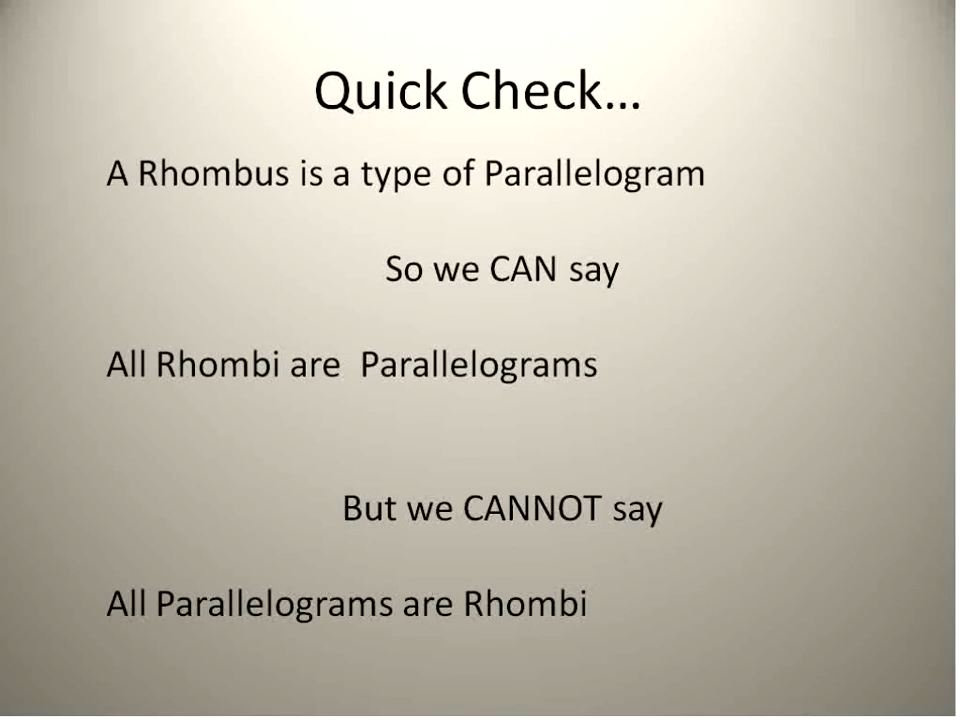 Quick Check…
A Rhombus is a type of Parallelogram
So we CAN say
All Rhombi are  Parallelograms
But we CANNOT say
All Parallelograms are Rhombi